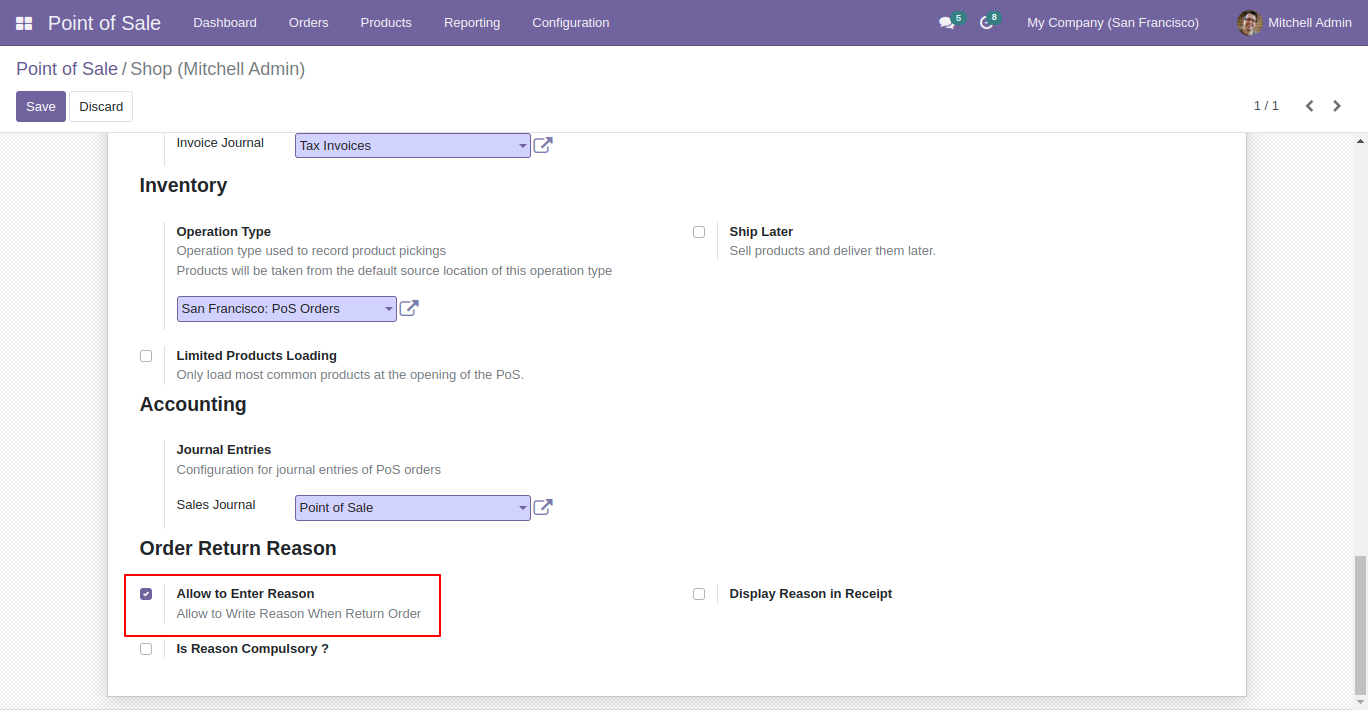 Point of Sale Dashboard Orders Products Reporting Configuration 5 8 My Company (San Francisco) Mitchell Admin
Point of Sale / Shop (Mitchell Admin)
Save Discard 1 / 1
Invoice Journal Tax Invoices
Inventory
Operation Type
Operation type used to record product pickings
Products will be taken from the default source location of this operation type
San Francisco: PoS Orders
Ship Later
Sell products and deliver them later.
Limited Products Loading
Only load most common products at the opening of the PoS.
Accounting
Journal Entries
Configuration for journal entries of PoS orders
Sales Journal Point of Sale
Order Return Reason
Allow to Enter Reason
Allow to Write Reason When Return Order
Display Reason in Receipt
Is Reason Compulsory ?